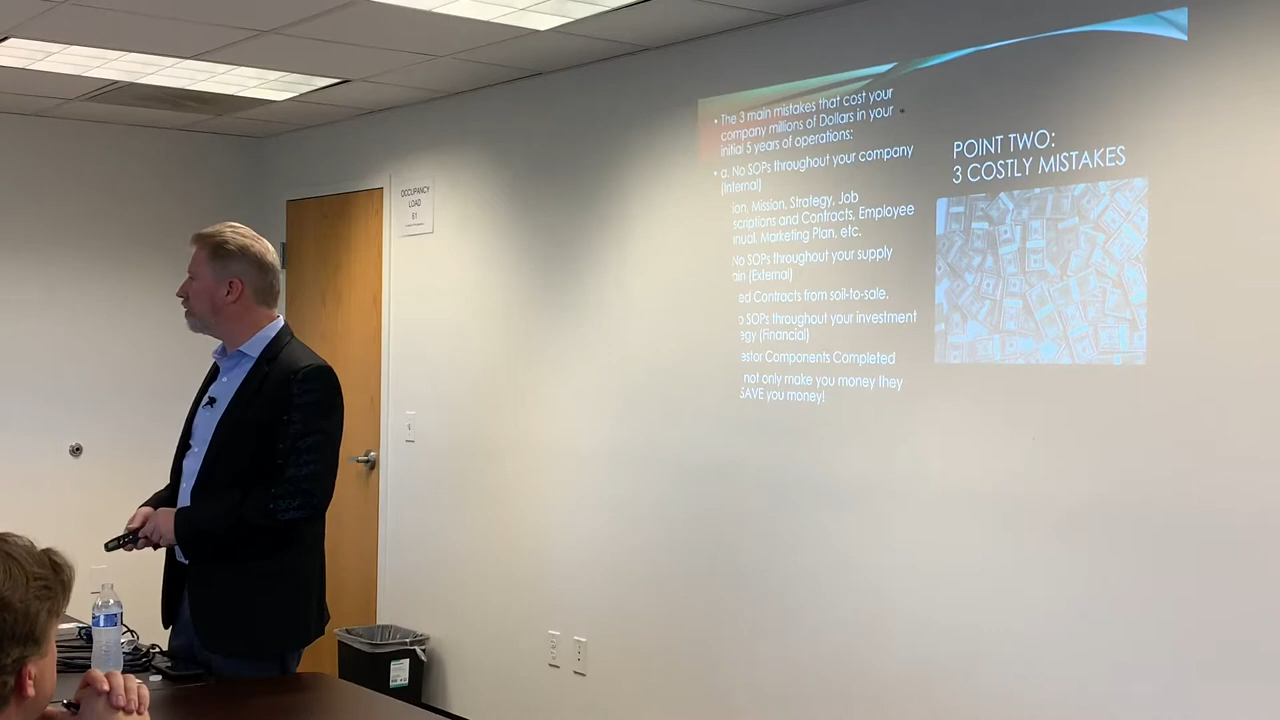 • The 3 main mistakes that cost your
company millions of Dollars in your
initial 5 years of operations:
• a. No SOPs throughout your company
(Internal)
ion, Mission, Strategy, Job
scriptions and Contracts, Employee
nual, Marketing Plan, etc.
No SOPs throughout your supply
ain (External)
ed Contracts from soil-to-sale.
o SOPs throughout your investment
egy (Financial)
estor Components Completed
not only make you money they
SAVE you money!
POINT TWO:
3 COSTLY MISTAKES
OCCUPANCY
LOAD
61